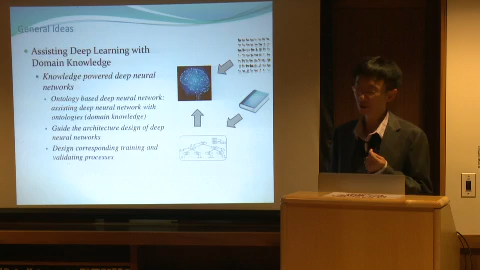 General Ideas
Assisting Deep Learning with
Domain Knowledge
Knowledge powered deep neural
networks
Ontology based deep neural network:
assisting deep neural network with
ontologies (domain knowledge)
Guide the architecture design of deep
neural networks
Design corresponding training and
validating processes